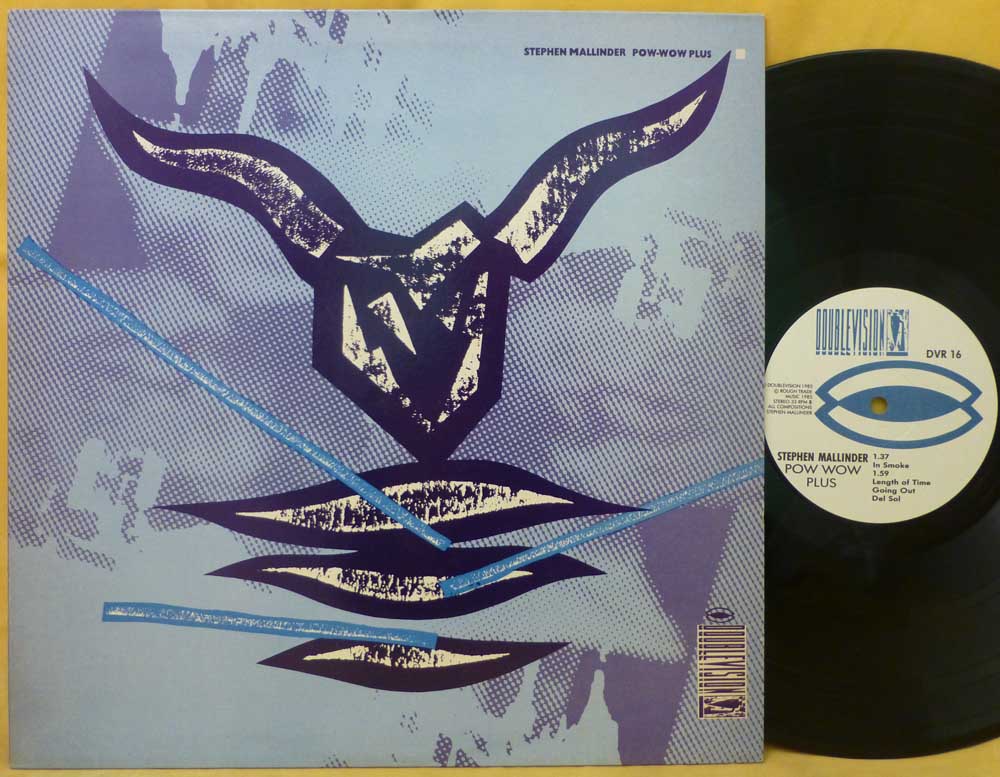 STEPHEN MALLINDER POW-WOW PLUS
DOUBLEVISION
DOUBLEVISION
DVR 16
DOUBLEVISION 1985
© ROUGH TRADE
MUSIC 1985
STEREO 33 RPM B
ALL COMPOSITIONS
STEPHEN MALLINDER
STEPHEN MALLINDER
POW WOW
PLUS
1.37
In Smoke
1.59
Length of Time
Going Out
Del Sol